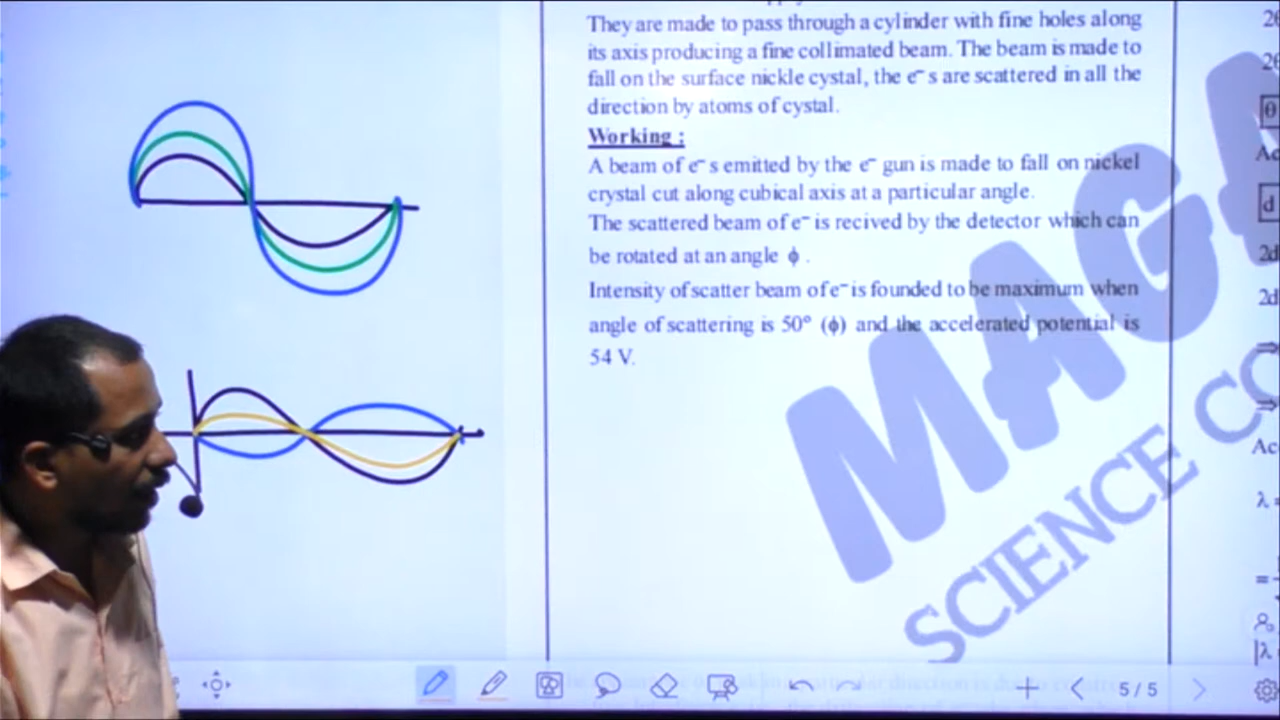 They are made to pass through a cylinder with fine holes along
its axis producing a fine collimated beam. The beam is made to
fall on the surface nickle cystal, the e⁻ s are scattered in all the
direction by atoms of cystal.
Working :
A beam of e⁻ s emitted by the e⁻ gun is made to fall on nickel
crystal cut along cubical axis at a particular angle.
The scattered beam of e⁻ is recived by the detector which can
be rotated at an angle ϕ .
Intensity of scatter beam of e⁻ is founded to be maximum when
angle of scattering is 50° (ϕ) and the accelerated potential is
54 V.
SCIENCE
5 / 5
θ
d
2d
2d
⇒
⇒
λ =
=
|λ